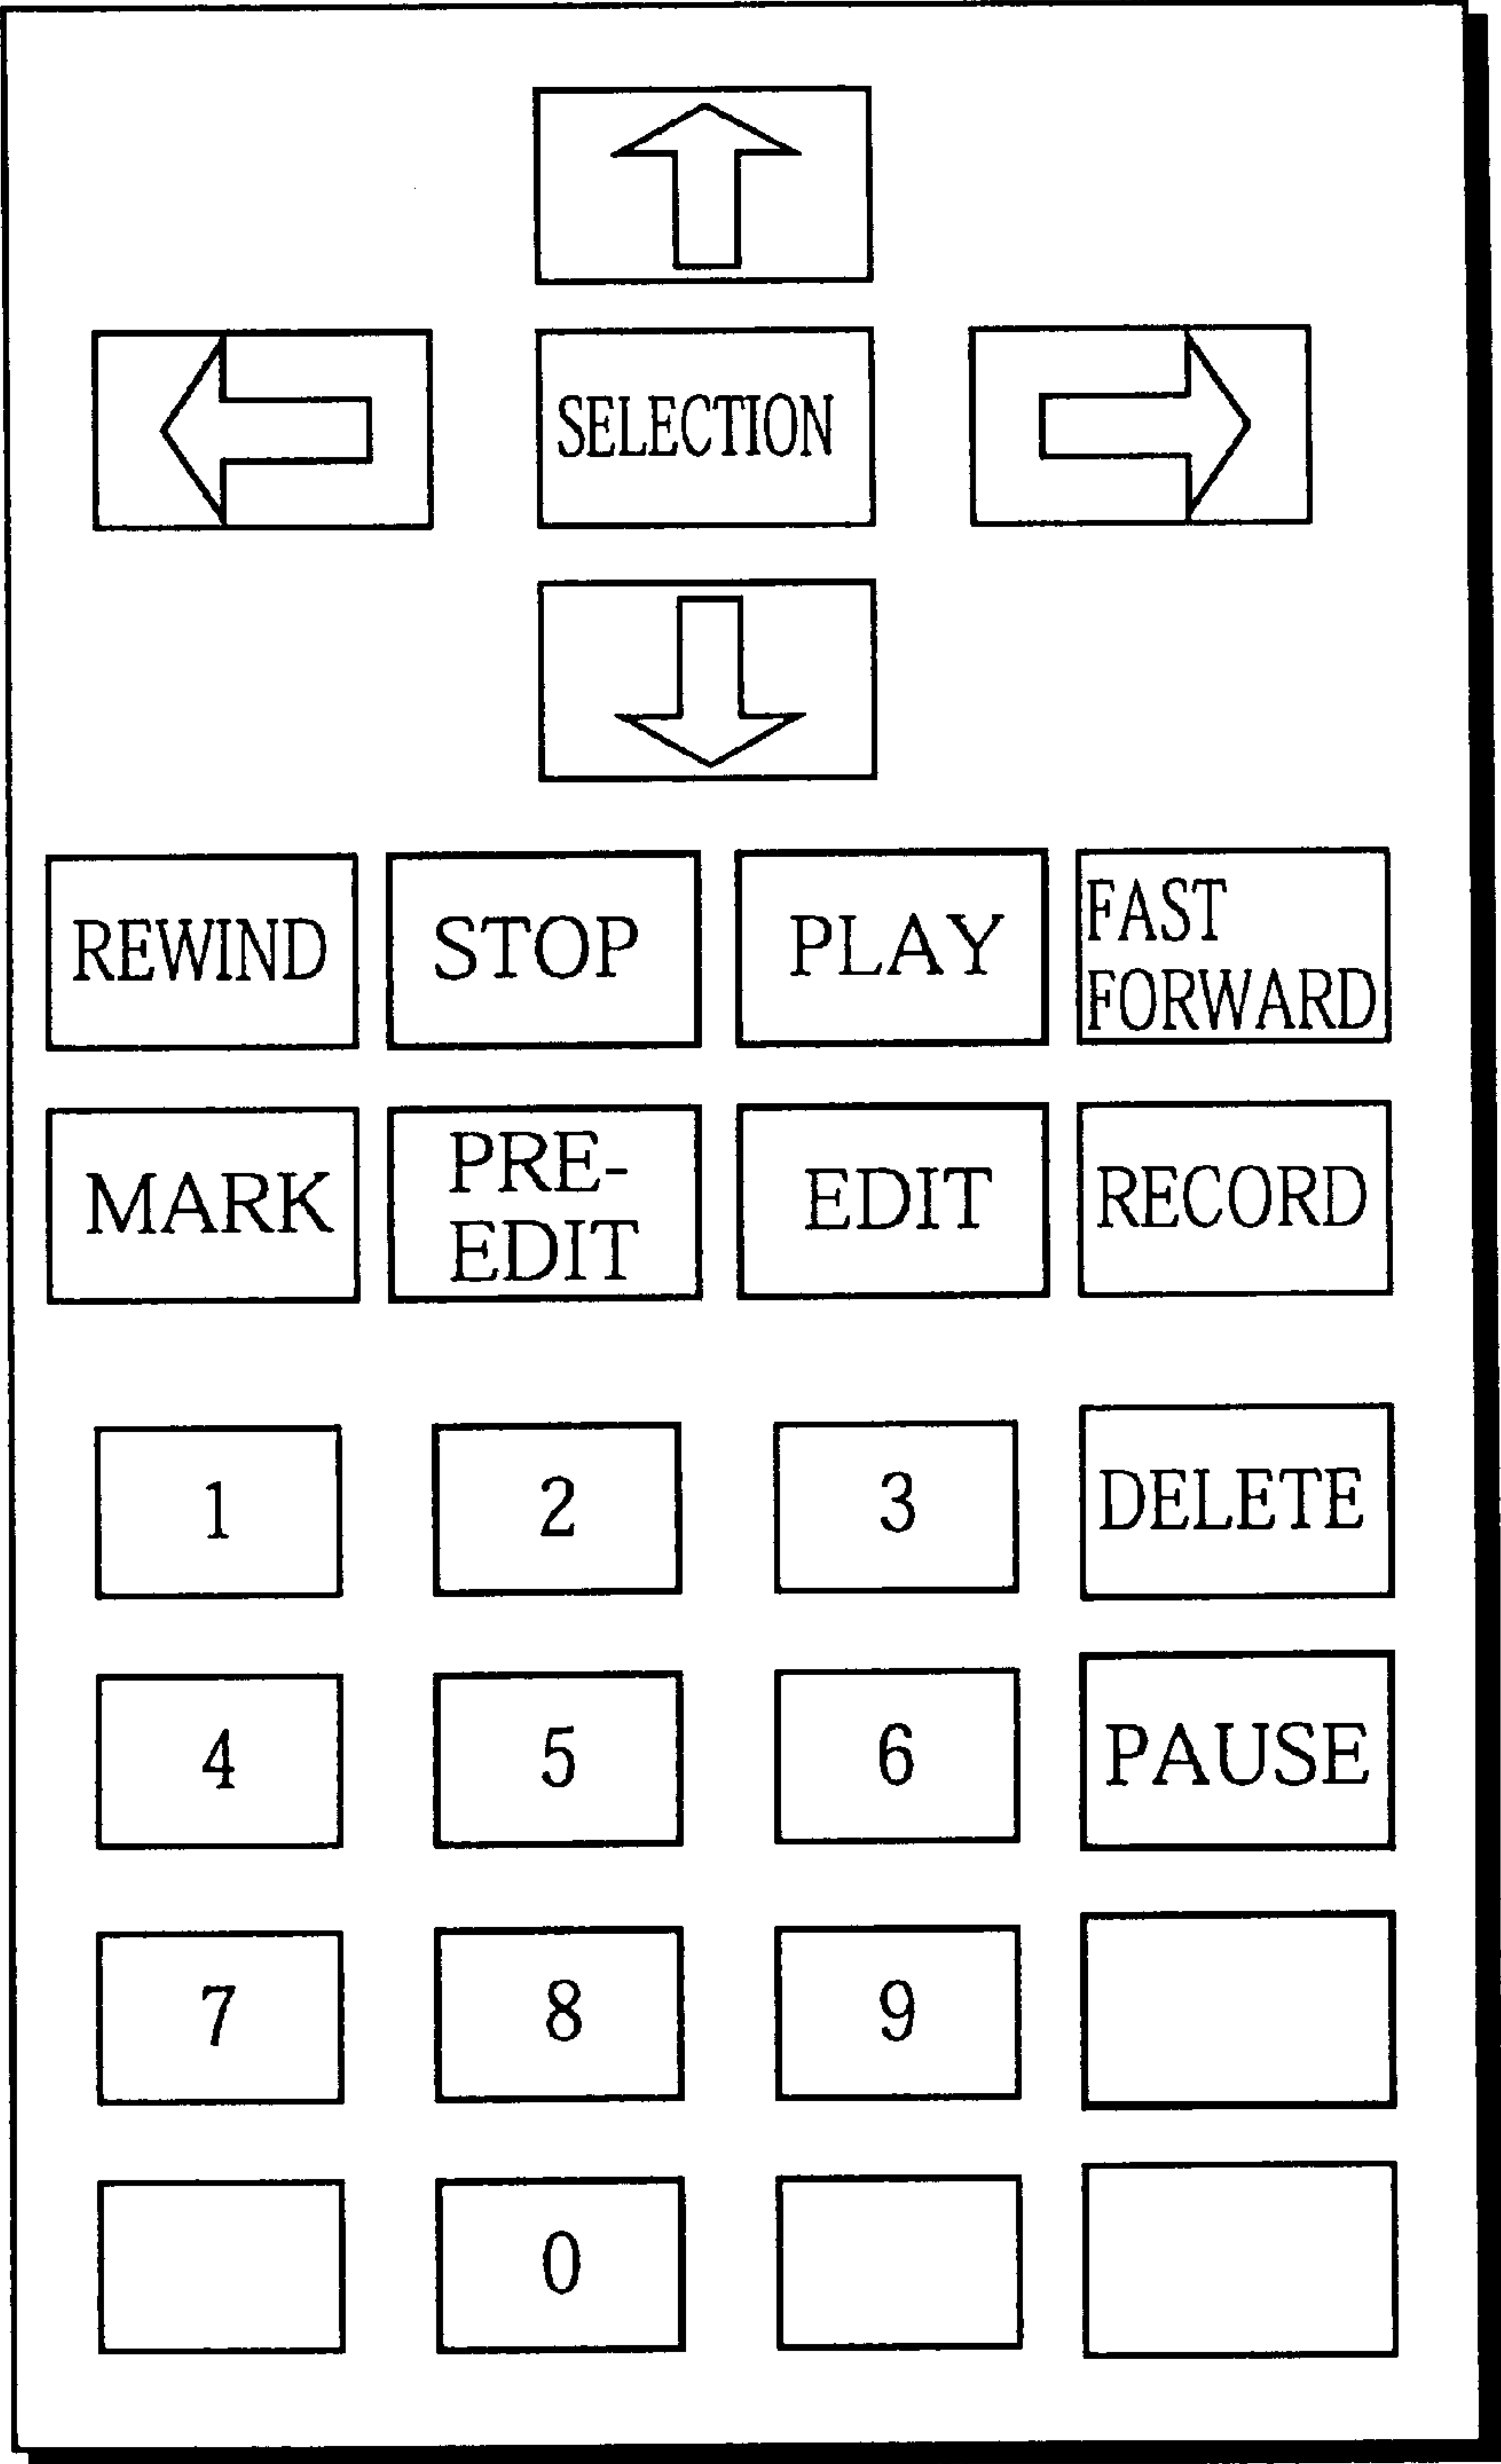 SELECTION
REWIND
STOP
PLAY
FAST
FORWARD
MARK
PRE-
EDIT
EDIT
RECORD
1
2
3
DELETE
4
5
6
PAUSE
7
8
9
0